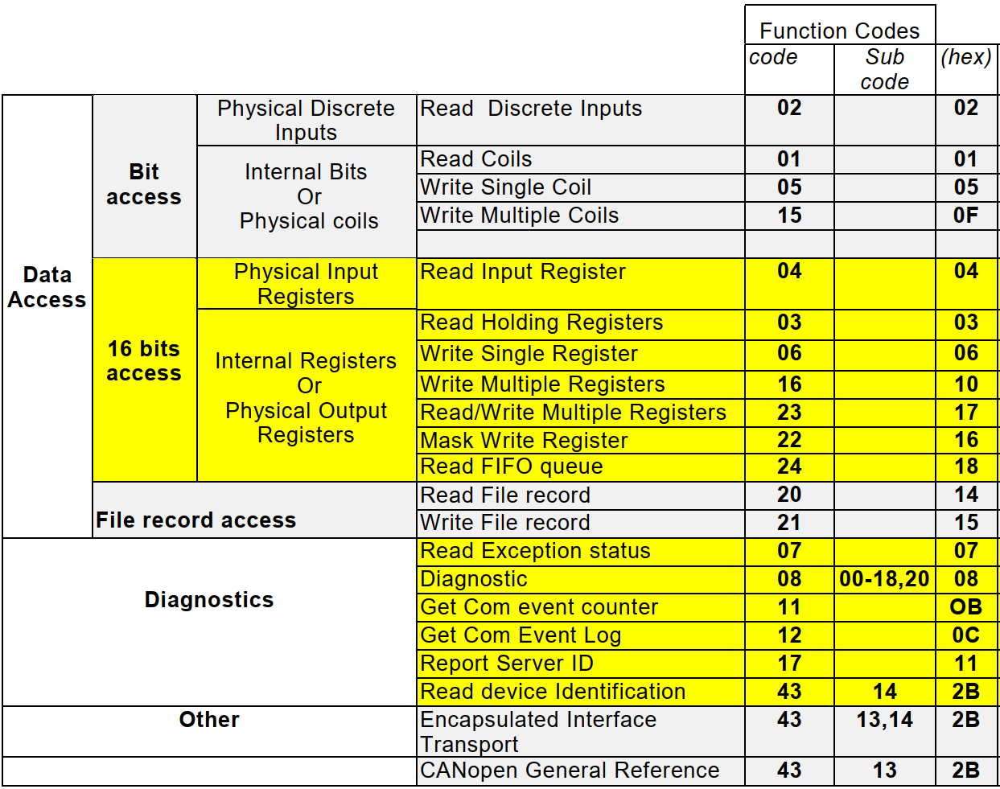 Function Codes
code Sub code (hex)
Data Access
Bit access
Physical Discrete Inputs
Read  Discrete Inputs 02 02
Internal Bits
Or
Physical coils
Read Coils 01 01
Write Single Coil 05 05
Write Multiple Coils 15 0F
16 bits access
Physical Input Registers
Read Input Register 04 04
Internal Registers
Or
Physical Output
Registers
Read Holding Registers 03 03
Write Single Register 06 06
Write Multiple Registers 16 10
Read/Write Multiple Registers 23 17
Mask Write Register 22 16
Read FIFO queue 24 18
File record access
Read File record 20 14
Write File record 21 15
Diagnostics
Read Exception status 07 07
Diagnostic 08 00-18,20 08
Get Com event counter 11 OB
Get Com Event Log 12 0C
Report Server ID 17 11
Read device Identification 43 14 2B
Other
Encapsulated Interface Transport 43 13,14 2B
CANopen General Reference 43 13 2B